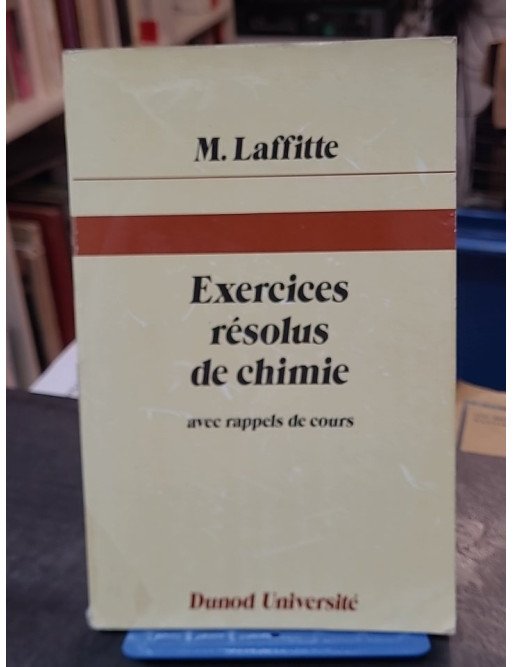 M. Laffitte
Exercices
résolus
de chimie
avec rappels de cours
Dunod Université